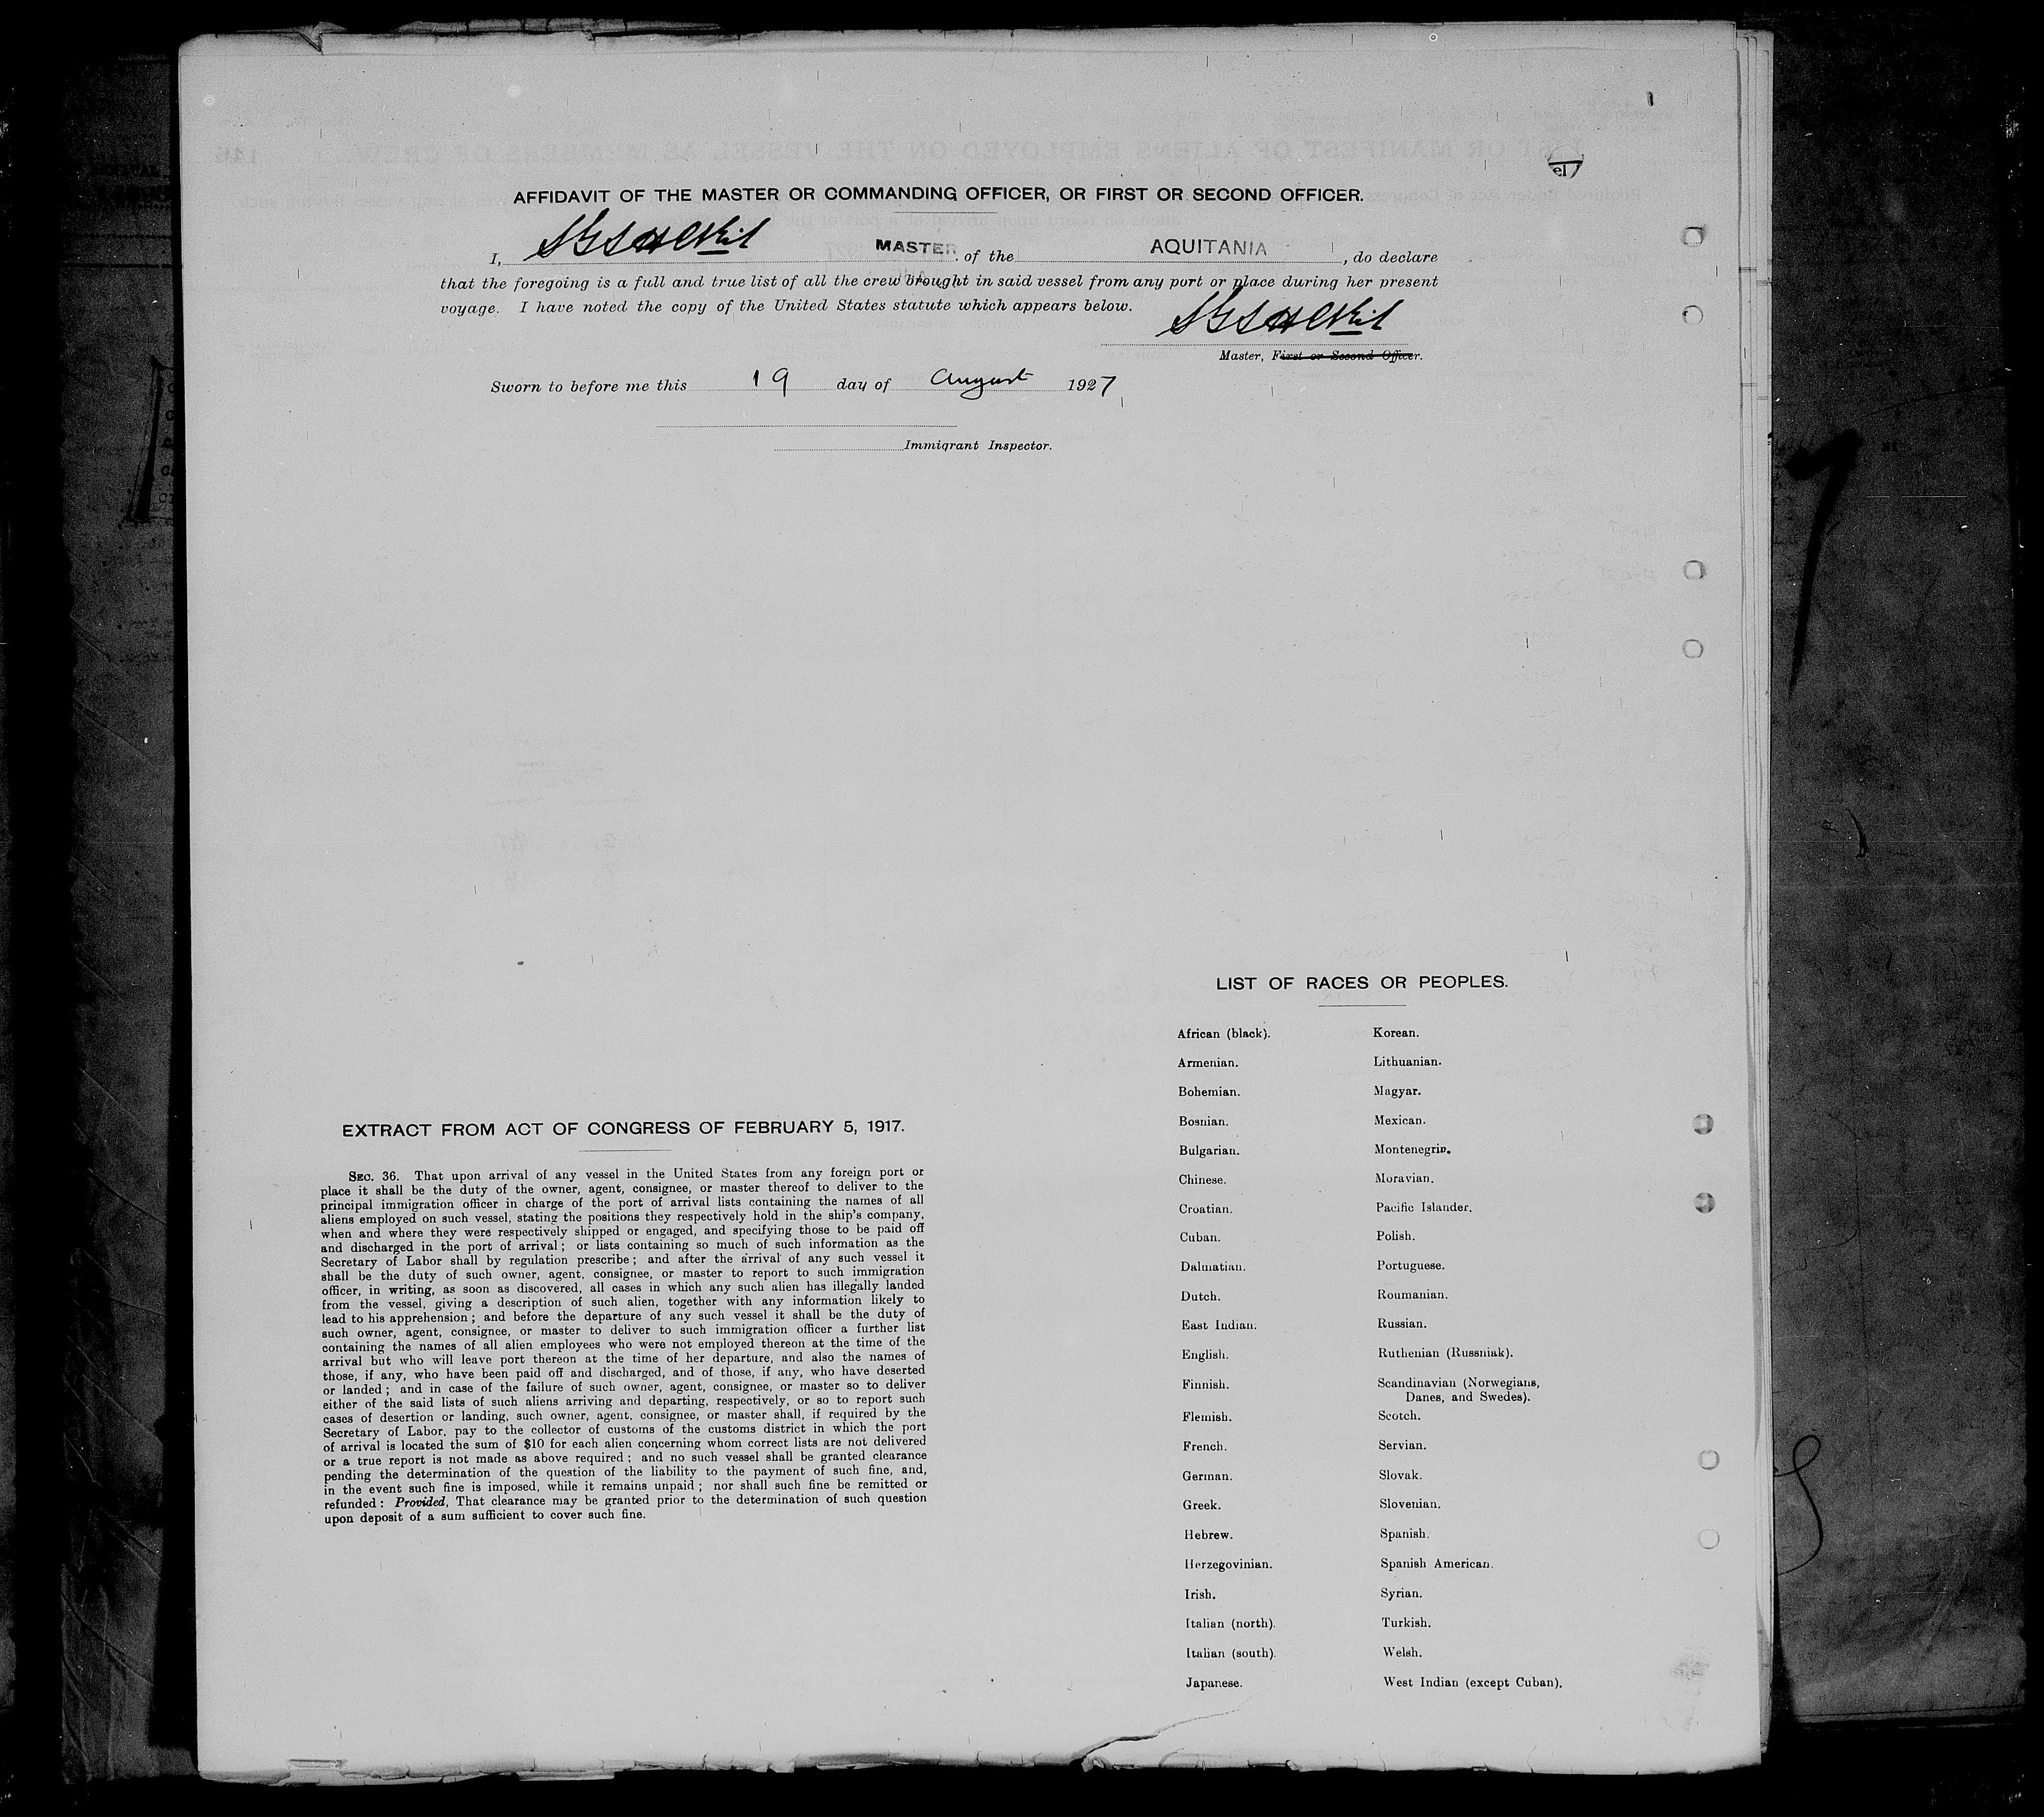 AFFIDAVIT OF THE MASTER OR COMMANDING OFFICER, OR FIRST OR SECOND OFFICER.
I, MASTER of the AQUITANIA, do declare
that the foregoing is a full and true list of all the crew brought in said vessel from any port or place during her present
voyage. I have noted the copy of the United States statute which appears below.
Master, First or Second Officer.
Sworn to before me this 19 day of August 1927
Immigrant Inspector.
LIST OF RACES OR PEOPLES.
African (black).
Armenian.
Bohemian.
Bosnian.
Bulgarian.
Chinese.
Croatian.
Cuban.
Dalmatian.
Dutch.
East Indian.
English.
Finnish.
Flemish.
French.
German.
Greek.
Hebrew.
Herzegovinian.
Irish.
Italian (north).
Italian (south).
Japanese.
Korean.
Lithuanian.
Magyar.
Mexican.
Montenegrin.
Moravian.
Pacific Islander.
Polish.
Portuguese.
Roumanian.
Russian.
Ruthenian (Russniak).
Scandinavian (Norwegians,
Danes, and Swedes).
Scotch.
Servian.
Slovak.
Slovenian.
Spanish.
Spanish American.
Syrian.
Turkish.
Welsh.
West Indian (except Cuban).
EXTRACT FROM ACT OF CONGRESS OF FEBRUARY 5, 1917.
SEC. 36. That upon arrival of any vessel in the United States from any foreign port or
place it shall be the duty of the owner, agent, consignee, or master thereof to deliver to the
principal immigration officer in charge of the port of arrival lists containing the names of all
aliens employed on such vessel, stating the positions they respectively hold in the ship's company,
when and where they were respectively shipped or engaged, and specifying those to be paid off
and discharged in the port of arrival; or lists containing so much of such information as the
Secretary of Labor shall by regulation prescribe; and after the arrival of any such vessel it
shall be the duty of such owner, agent, consignee, or master to report to such immigration
officer, in writing, as soon as discovered, all cases in which any such alien has illegally landed
from the vessel, giving a description of such alien, together with any information likely to
lead to his apprehension; and before the departure of any such vessel it shall be the duty of
such owner, agent, consignee, or master to deliver to such immigration officer a further list
containing the names of all alien employees who were not employed thereon at the time of the
arrival but who will leave port thereon at the time of her departure, and also the names of
those, if any, who have been paid off and discharged, and of those, if any, who have deserted
or landed; and in case of the failure of such owner, agent, consignee, or master so to deliver
either of the said lists of such aliens arriving and departing, respectively, or so to report such
cases of desertion or landing, such owner, agent, consignee, or master shall, if required by the
Secretary of Labor, pay to the collector of customs of the customs district in which the port
of arrival is located the sum of $10 for each alien concerning whom correct lists are not delivered
or a true report is not made as above required; and no such vessel shall be granted clearance
pending the determination of the question of the liability to the payment of such fine, and,
in the event such fine is imposed, while it remains unpaid; nor shall such fine be remitted or
refunded: Provided, That clearance may be granted prior to the determination of such question
upon deposit of a sum sufficient to cover such fine.